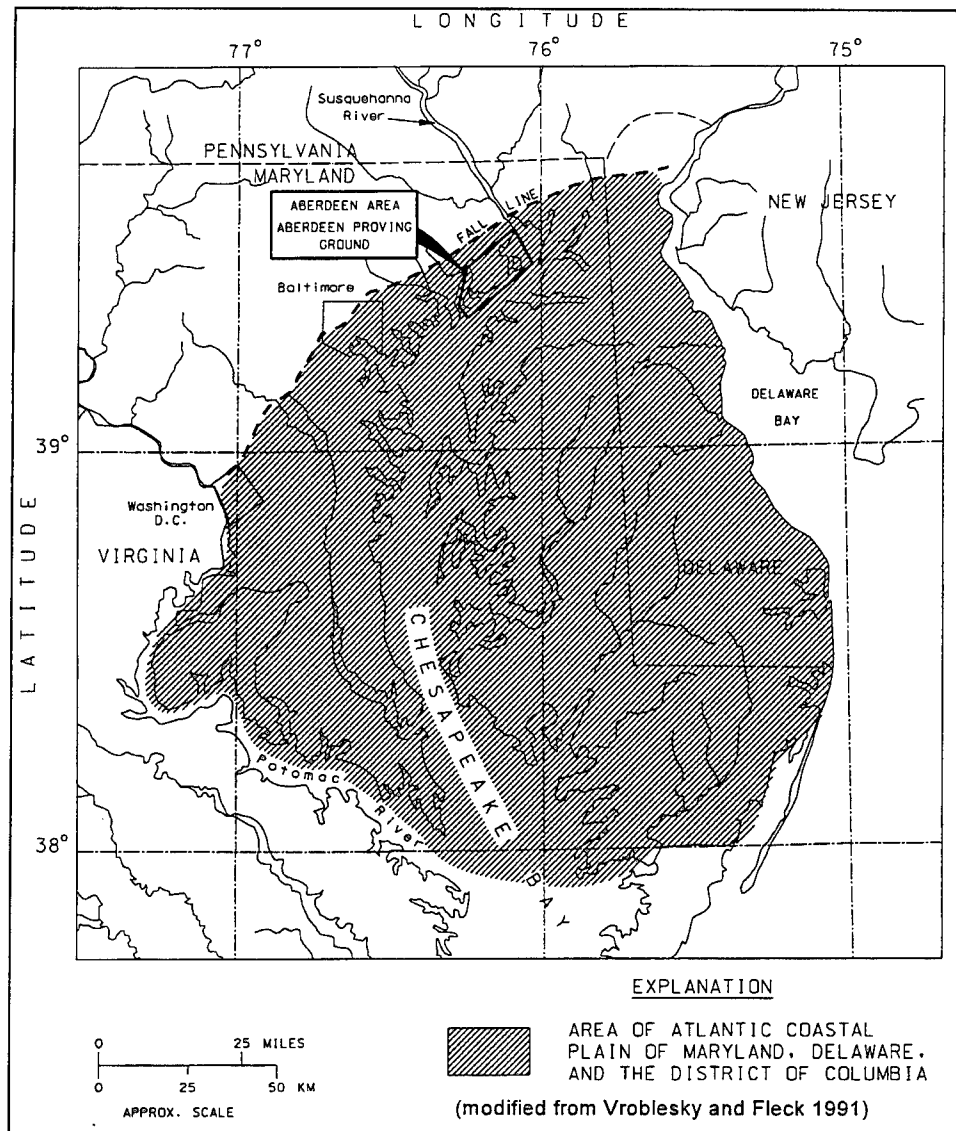 LONGITUDE
77° 76° 75°
Susquehanna
River
PENNSYLVANIA
MARYLAND
NEW JERSEY
ABERDEEN AREA
ABERDEEN PROVING
GROUND
FALL LINE
Baltimore
DELAWARE
BAY
39°
LATITUDE
Washington
D.C.
VIRGINIA
DELAWARE
CHESAPEAKE
Potomac
River
38°
BAY
EXPLANATION
0 25 MILES
0 25 50 KM
APPROX. SCALE
AREA OF ATLANTIC COASTAL
PLAIN OF MARYLAND, DELAWARE,
AND THE DISTRICT OF COLUMBIA
(modified from Vroblesky and Fleck 1991)